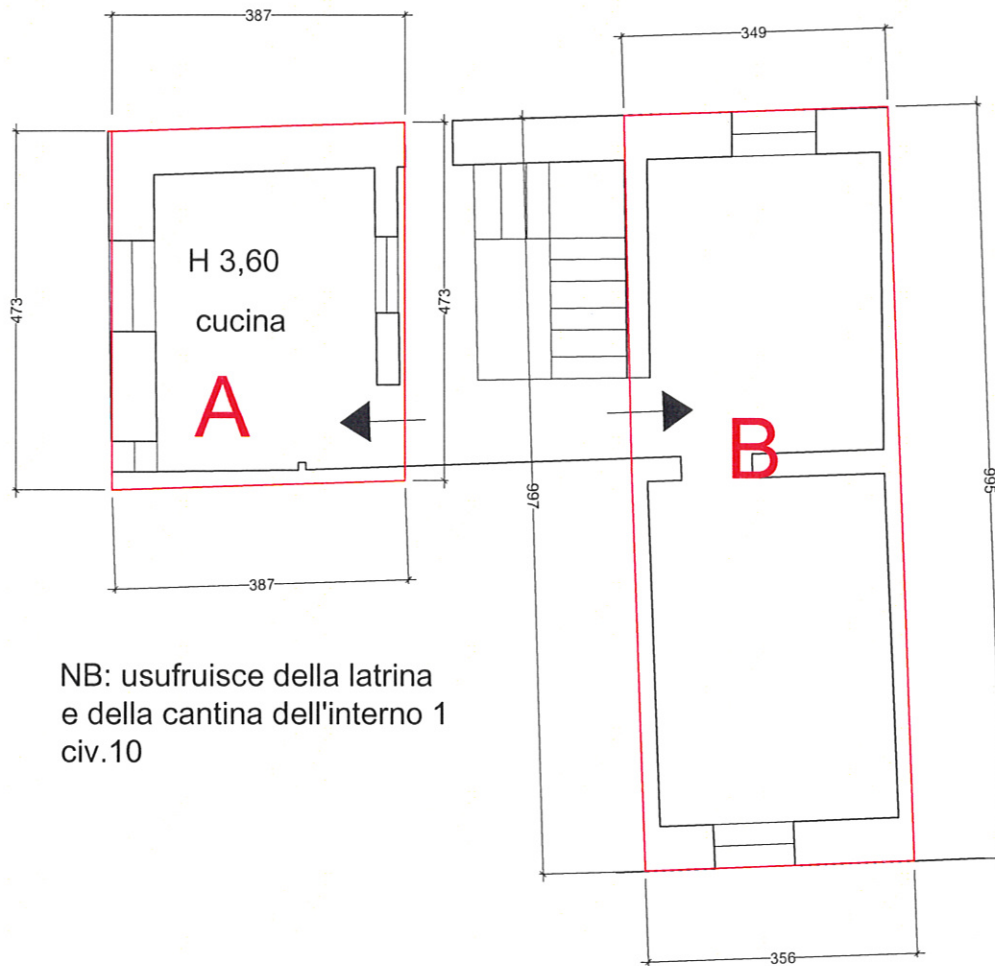 387
349
473
H 3,60
cucina
473
A
B
997
995
387
NB: usufruisce della latrina
e della cantina dell'interno 1
civ.10
356